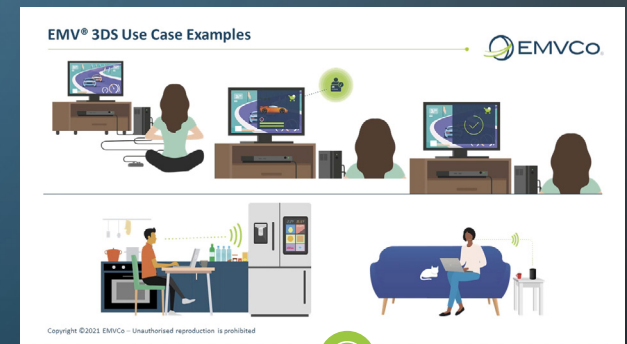 EMV® 3DS Use Case Examples
EMVCo
Copyright ©2021 EMVCo – Unauthorised reproduction is prohibited